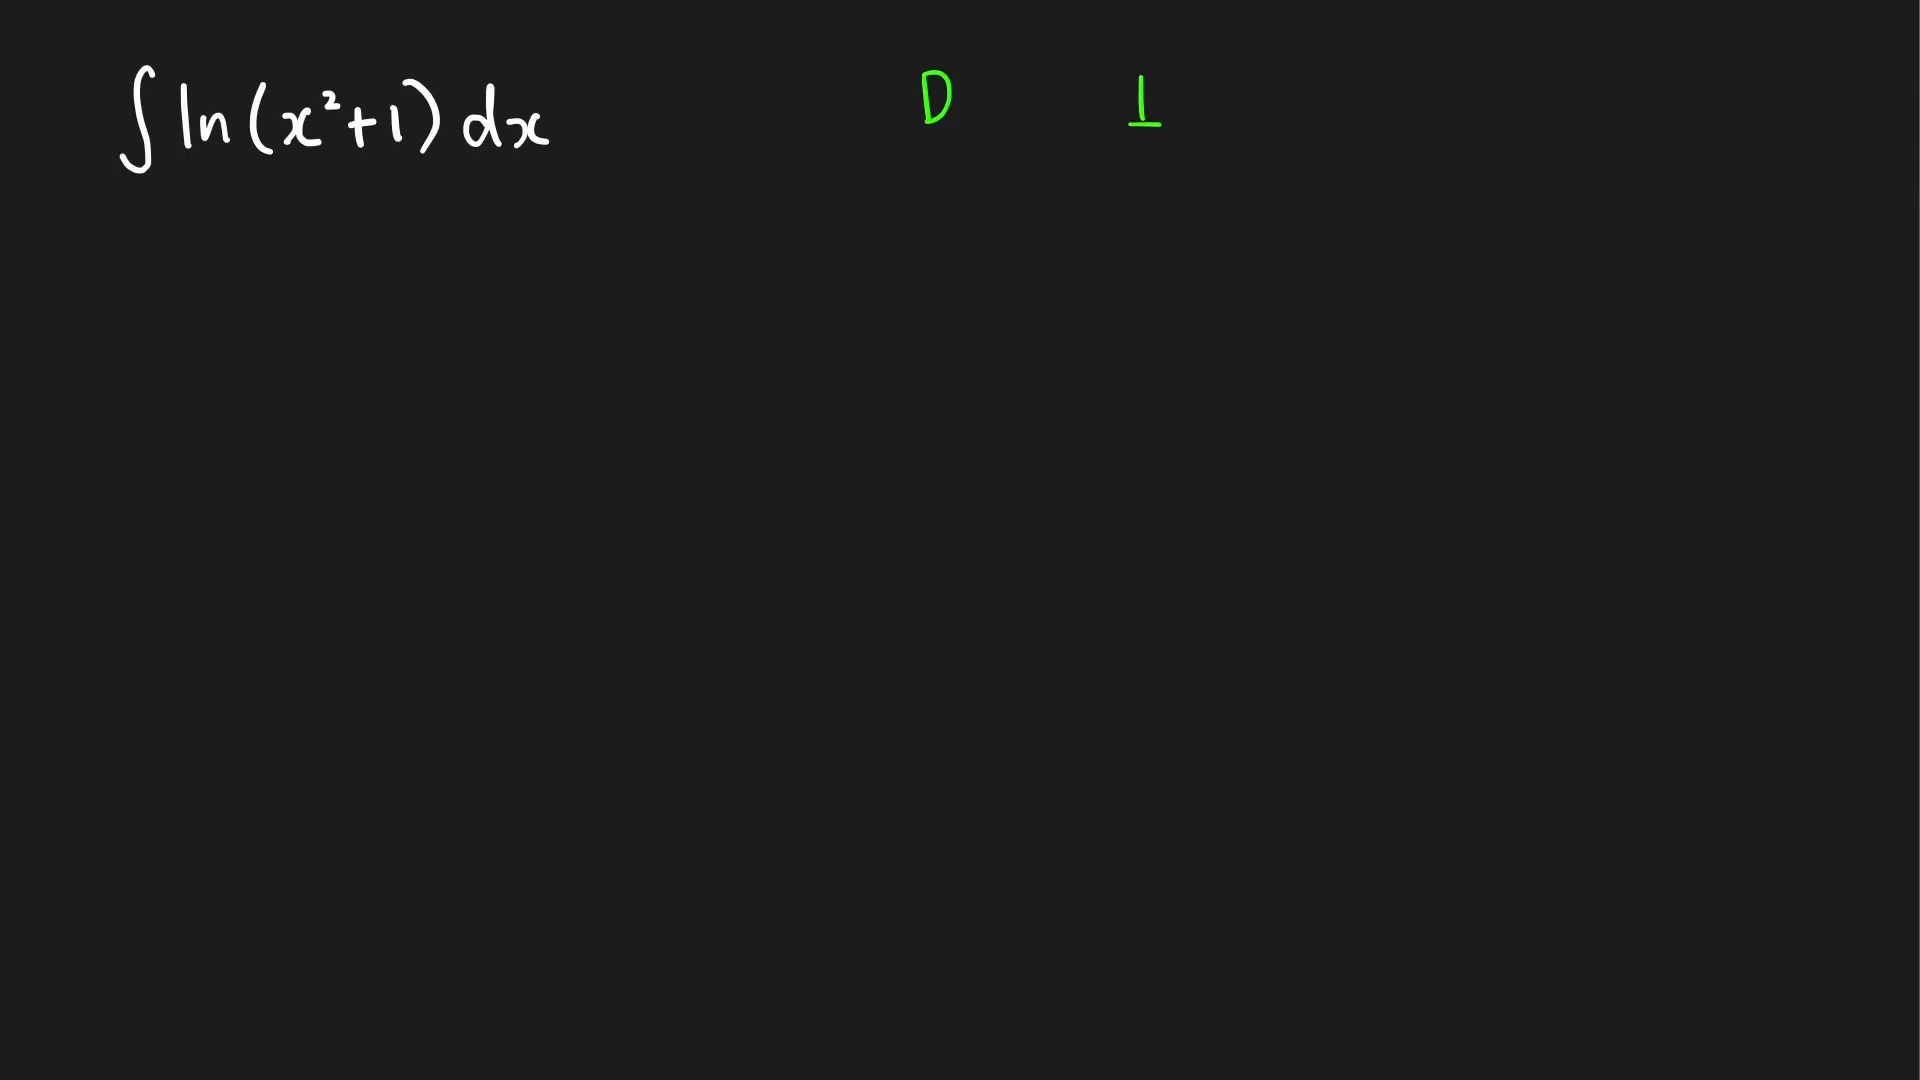 ∫ ln(x²+1) dx D I